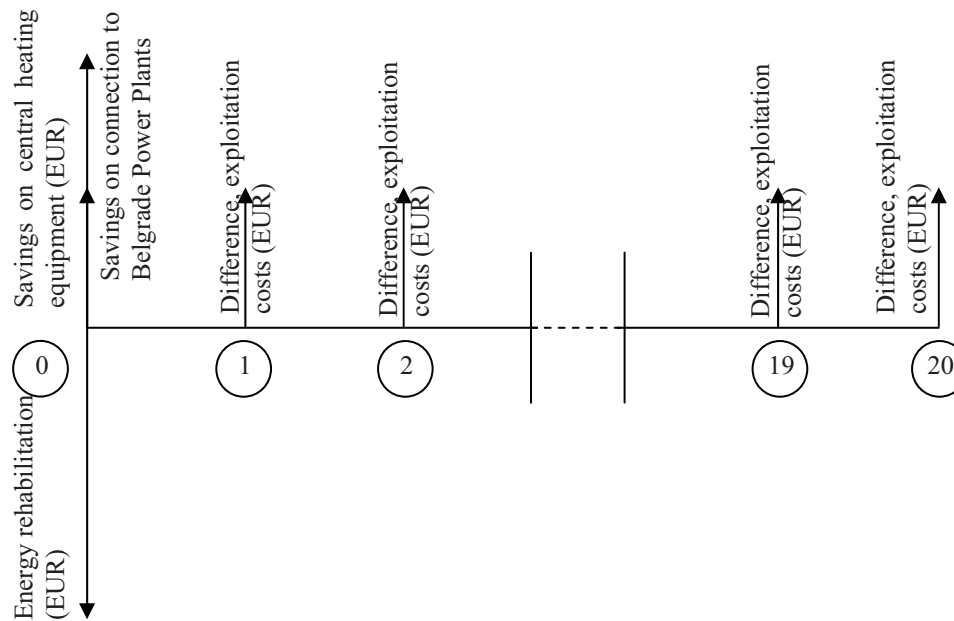 Savings on central heating
equipment (EUR)
Savings on connection to
Belgrade Power Plants
Difference, exploitation
costs (EUR)
Difference, exploitation
costs (EUR)
Difference, exploitation
costs (EUR)
Difference, exploitation
costs (EUR)
0
1
2
19
20
Energy rehabilitation
(EUR)